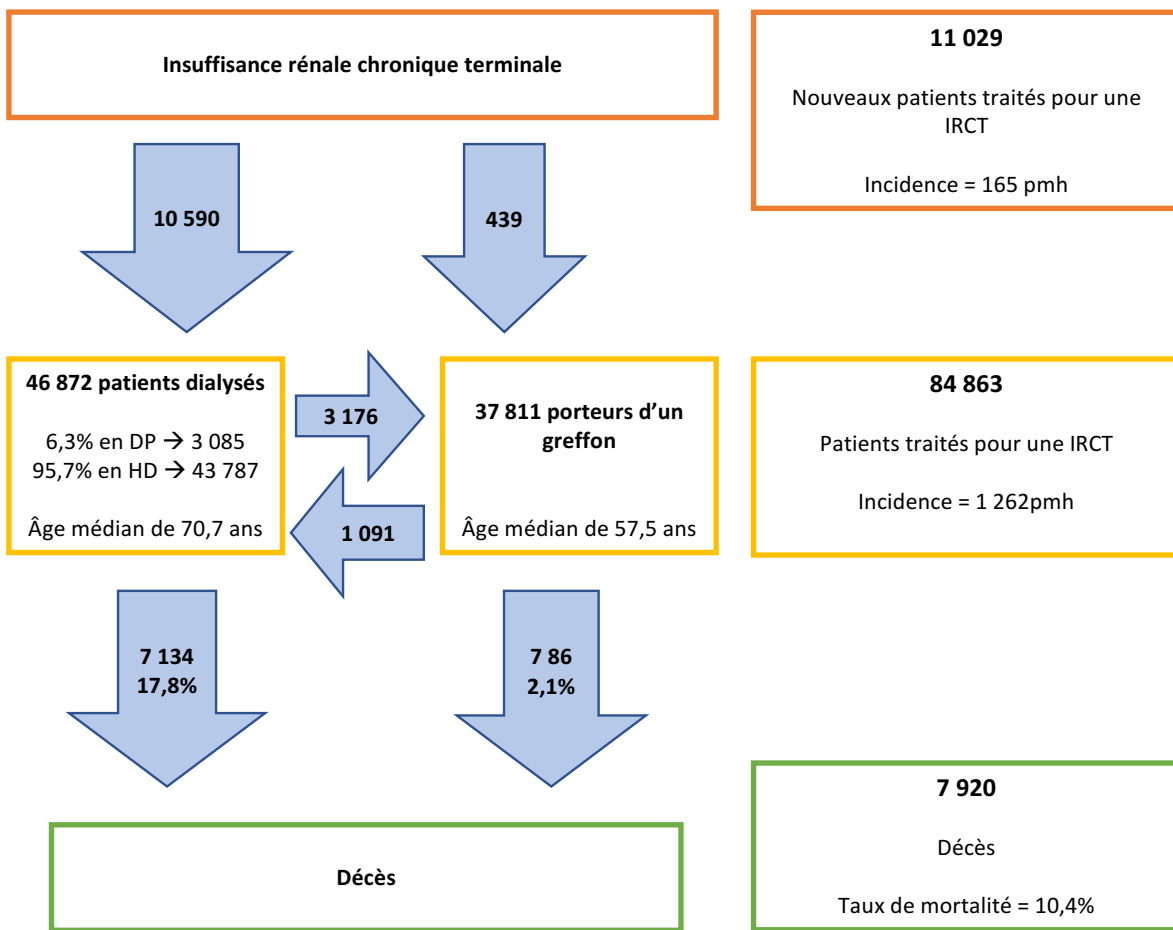 Insuffisance rénale chronique terminale
11 029
Nouveaux patients traités pour une
IRCT
Incidence = 165 pmh
10 590
439
46 872 patients dialysés
6,3% en DP → 3 085
95,7% en HD → 43 787
Âge médian de 70,7 ans
3 176
1 091
37 811 porteurs d’un
greffon
Âge médian de 57,5 ans
84 863
Patients traités pour une IRCT
Incidence = 1 262pmh
7 134
17,8%
7 86
2,1%
Décès
7 920
Décès
Taux de mortalité = 10,4%